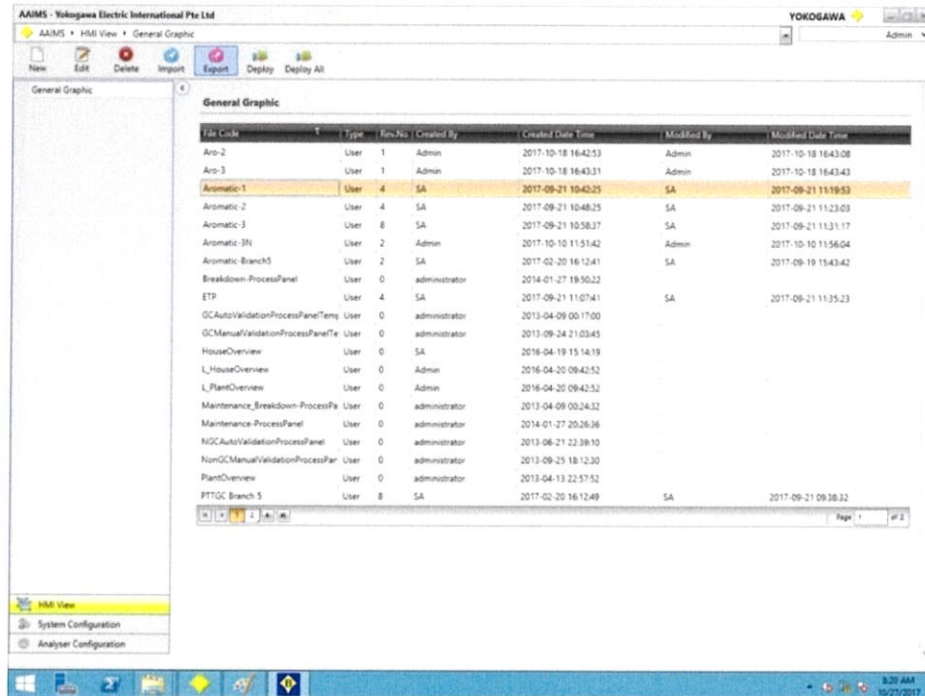 AAIMS - Yokogawa Electric International Pte Ltd
YOKOGAWA
AAIMS HMI View General Graphic
Admin
New Edit Delete Import Export Deploy Deploy All
General Graphic
General Graphic
File Code Type Rev.No Created By Created Date Time Modified By Modified Date Time
Aro-2 User 1 Admin 2017-10-18 16:42:53 Admin 2017-10-18 16:43:08
Aro-3 User 1 Admin 2017-10-18 16:43:31 Admin 2017-10-18 16:43:43
Aromatic-1 User 4 SA 2017-09-21 10:42:25 SA 2017-09-21 11:19:53
Aromatic-2 User 4 SA 2017-09-21 10:48:25 SA 2017-09-21 11:23:03
Aromatic-3 User 8 SA 2017-09-21 10:58:37 SA 2017-09-21 11:31:17
Aromatic-3N User 2 Admin 2017-10-10 11:51:42 Admin 2017-10-10 11:56:04
Aromatic-Branch5 User 2 SA 2017-02-20 16:12:41 SA 2017-09-19 15:43:42
Breakdown-ProcessPanel User 0 administrator 2014-01-27 19:50:22
ETP User 4 SA 2017-09-21 11:07:41 SA 2017-09-21 11:35:23
GCAutoValidationProcessPanelTemp User 0 administrator 2013-04-09 00:17:00
GCManualValidationProcessPanelTe User 0 administrator 2013-09-24 21:03:45
HouseOverview User 0 SA 2016-04-19 15:14:19
L_HouseOverview User 0 Admin 2016-04-20 09:42:52
L_PlantOverview User 0 Admin 2016-04-20 09:42:52
Maintenance_Breakdown-ProcessPa User 0 administrator 2013-04-09 00:24:32
Maintenance-ProcessPanel User 0 administrator 2014-01-27 20:26:36
NGCAutoValidationProcessPanel User 0 administrator 2013-06-21 22:39:10
NonGCManualValidationProcessPar User 0 administrator 2013-09-25 18:12:30
PlantOverview User 0 administrator 2013-04-13 22:57:52
PTTGC Branch 5 User 8 SA 2017-02-20 16:12:49 SA 2017-09-21 09:38:32
1 2 Page 1 of 2
HMI View
System Configuration
Analyser Configuration
8:20 AM
10/27/2017